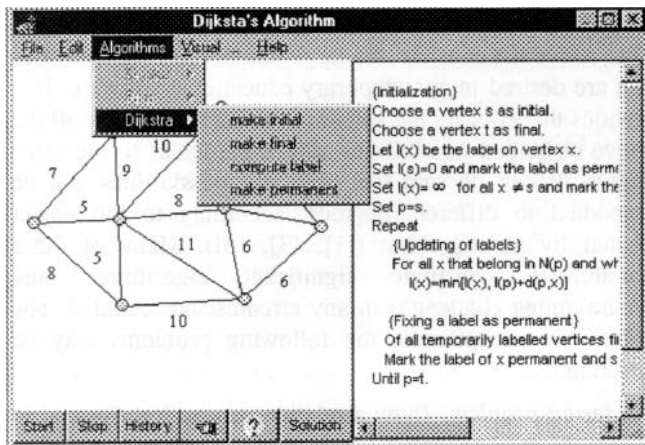 Dijksta's Algorithm
File Edit Algorithms Visual ... Help
Dijkstra
make initial
make final
compute label
make permanent
7
9
10
5
8
8
5
11
6
6
10
{Initialization}
Choose a vertex s as initial.
Choose a vertex t as final.
Let l(x) be the label on vertex x.
Set l(s)=0 and mark the label as perma
Set l(x)= ∞ for all x ≠ s and mark the
Set p=s.
Repeat
{Updating of labels}
For all x that belong in N(p) and wh
l(x)=min[l(x), l(p)+d(p,x)]
{Fixing a label as permanent}
Of all temporarily labelled vertices fi
Mark the label of x permanent and s
Until p=t.
Start Stop History ? Solution